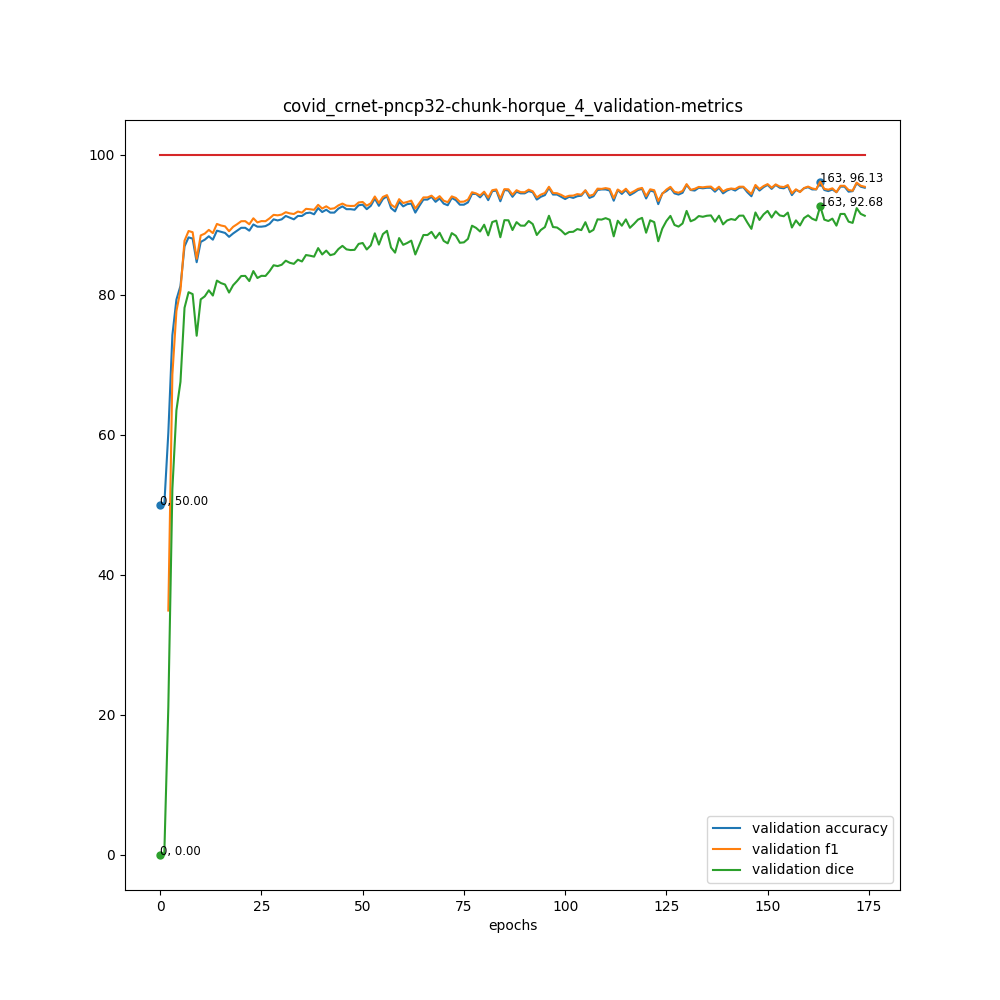 covid_crnet-pncp32-chunk-horque_4_validation-metrics
100
163, 96.13
163, 92.68
80
60
0, 50.00
40
20
validation accuracy
validation f1
0
0, 0.00
validation dice
0 25 50 75 100 125 150 175
epochs